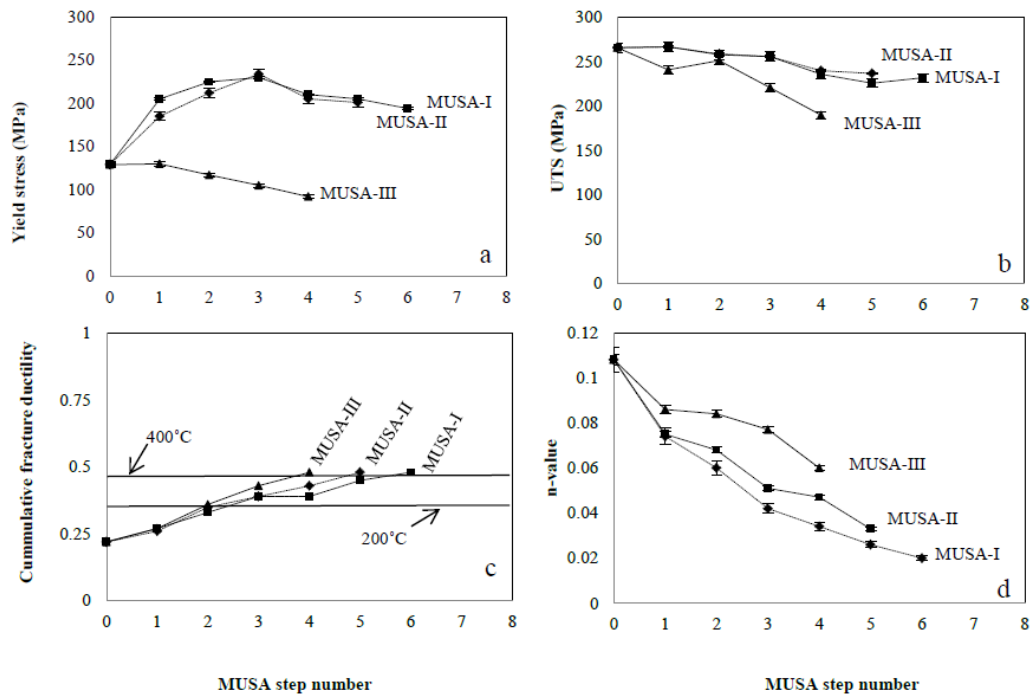 300
250
200
150
100
50
0
Yield stress (MPa)
MUSA-I
MUSA-II
MUSA-III
a
0 1 2 3 4 5 6 7 8
300
250
200
150
100
50
0
UTS (MPa)
MUSA-II
MUSA-I
MUSA-III
b
0 1 2 3 4 5 6 7 8
1
0.75
0.5
0.25
0
Cummulative fracture ductility
400°C
MUSA-III
MUSA-II
MUSA-I
200°C
c
0 1 2 3 4 5 6 7 8
MUSA step number
0.12
0.1
0.08
0.06
0.04
0.02
0
n-value
MUSA-III
MUSA-II
MUSA-I
d
0 1 2 3 4 5 6 7 8
MUSA step number